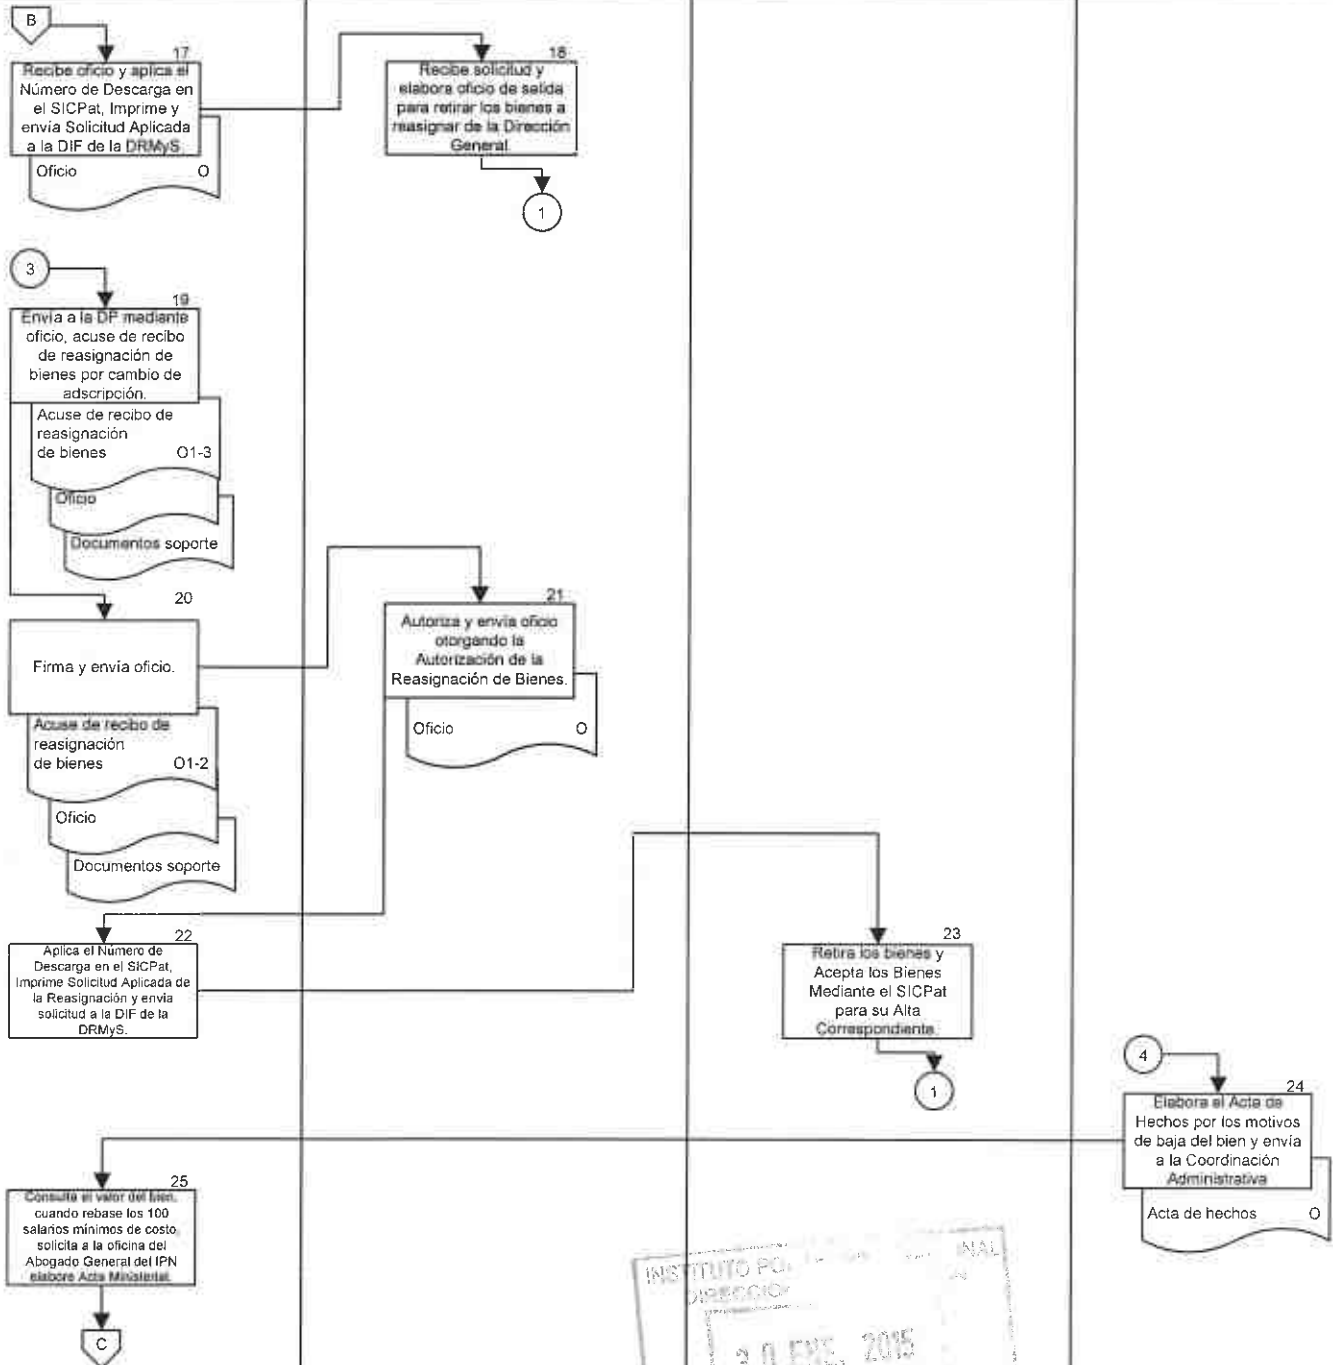 B
17
Recibe oficio y aplica el
Número de Descarga en
el SICPat, Imprime y
envía Solicitud Aplicada
a la DIF de la DRMyS.
Oficio O
18
Recibe solicitud y
elabora oficio de salida
para retirar los bienes a
reasignar de la Dirección
General.
1
3
19
Envía a la DP mediante
oficio, acuse de recibo
de reasignación de
bienes por cambio de
adscripción.
Acuse de recibo de
reasignación
de bienes O1-3
Oficio
Documentos soporte
20
Firma y envía oficio.
Acuse de recibo de
reasignación
de bienes O1-2
Oficio
Documentos soporte
21
Autoriza y envía oficio
otorgando la
Autorización de la
Reasignación de Bienes.
Oficio O
22
Aplica el Número de
Descarga en el SICPat,
Imprime Solicitud Aplicada de
la Reasignación y envia
solicitud a la DIF de la
DRMyS.
23
Retira los bienes y
Acepta los Bienes
Mediante el SICPat
para su Alta
Correspondiente.
1
4
24
Elabora el Acta de
Hechos por los motivos
de baja del bien y envía
a la Coordinación
Administrativa
Acta de hechos O
25
Consulta el valor del bien,
cuando rebase los 100
salarios mínimos de costo,
solicita a la oficina del
Abogado General del IPN
elabore Acta Ministerial.
C
INSTITUTO
2015